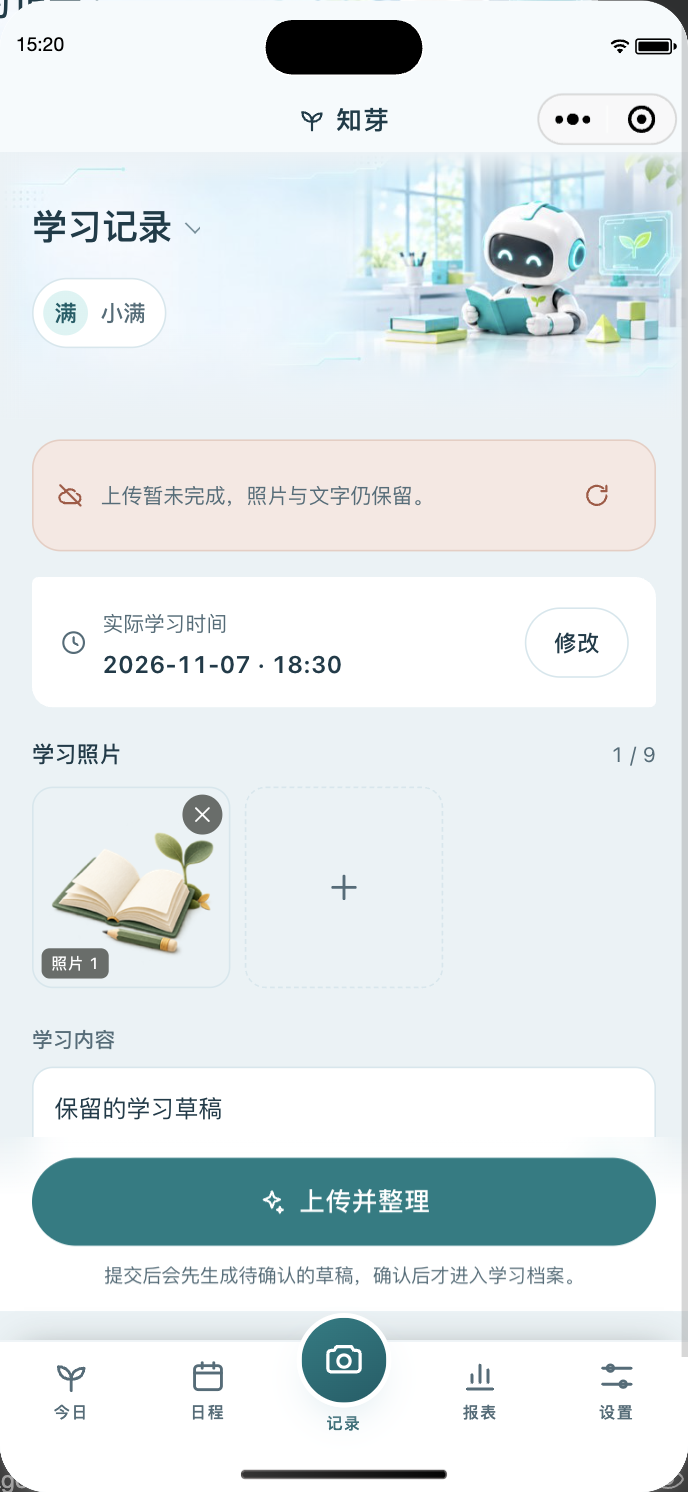 15:20
知芽
学习记录
满 小满
上传暂未完成，照片与文字仍保留。
实际学习时间
2026-11-07 · 18:30
修改
学习照片
1 / 9
照片 1
学习内容
保留的学习草稿
上传并整理
提交后会先生成待确认的草稿，确认后才进入学习档案。
今日
日程
记录
报表
设置